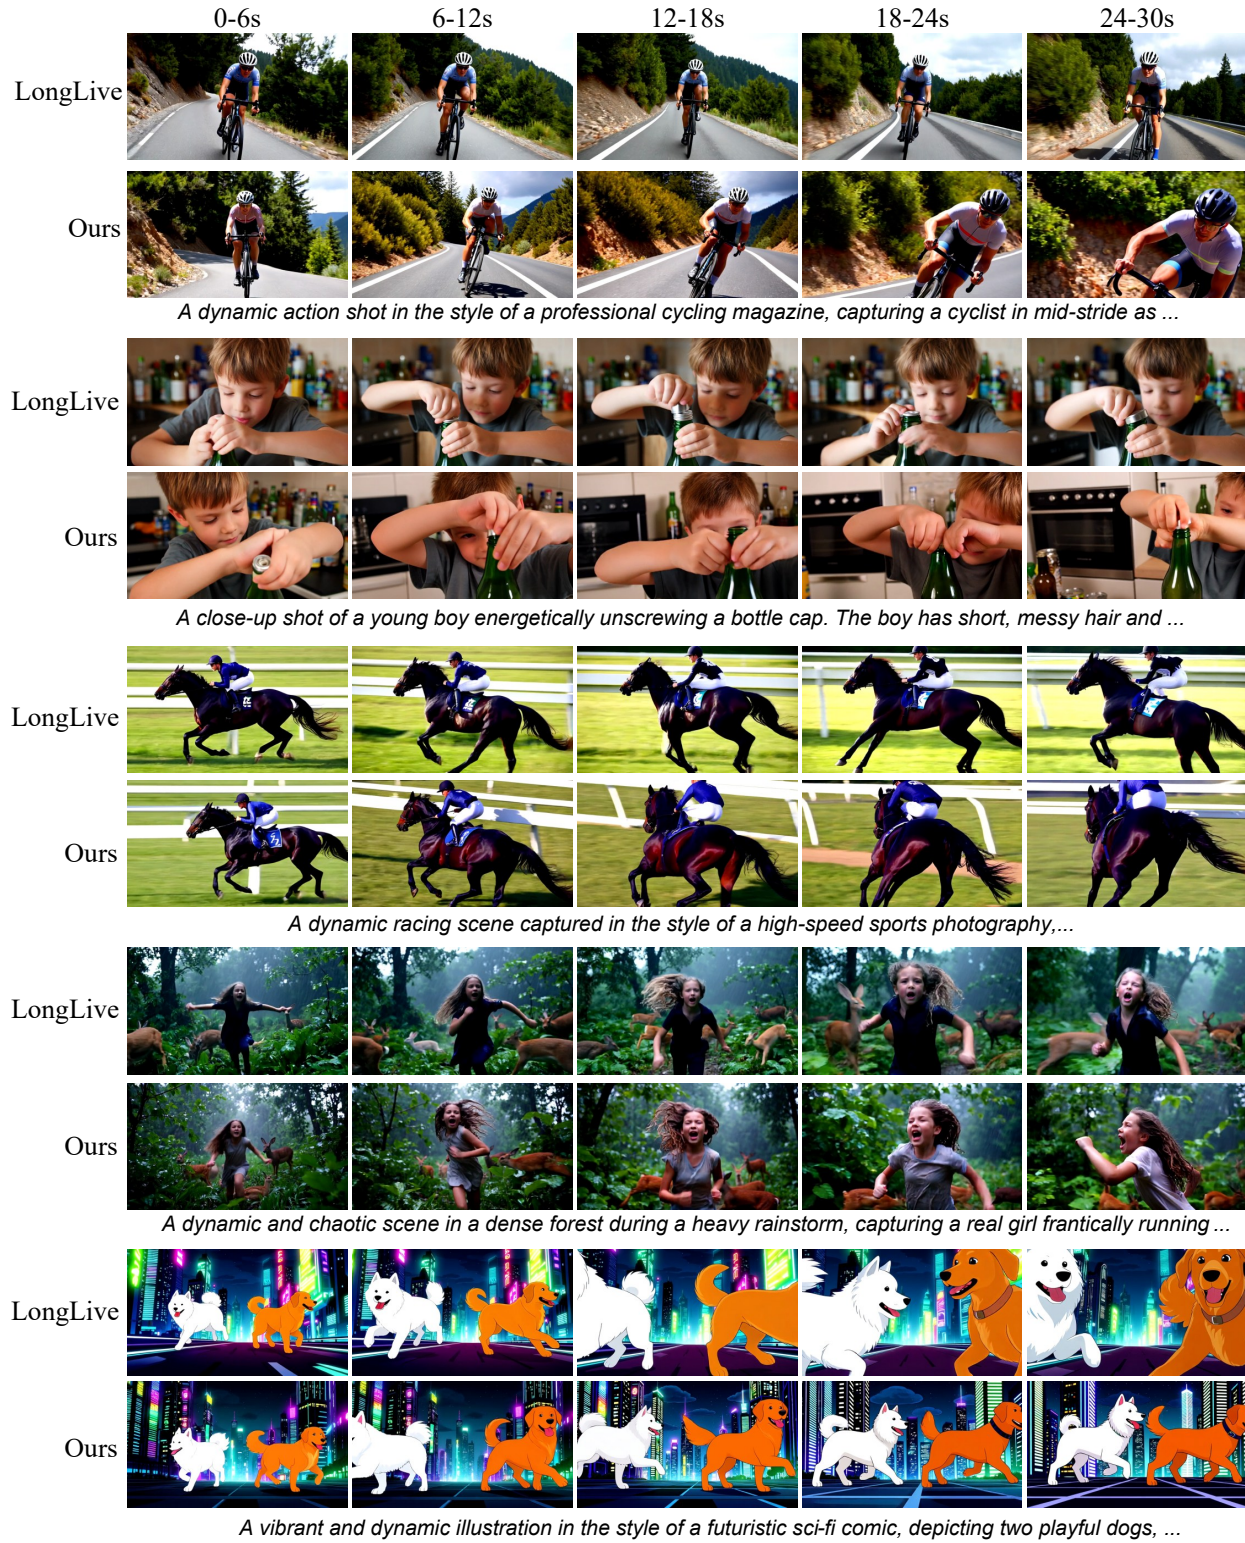 0-6s 6-12s 12-18s 18-24s 24-30s
LongLive
Ours
A dynamic action shot in the style of a professional cycling magazine, capturing a cyclist in mid-stride as ...
LongLive
Ours
A close-up shot of a young boy energetically unscrewing a bottle cap. The boy has short, messy hair and ...
LongLive
Ours
A dynamic racing scene captured in the style of a high-speed sports photography,...
LongLive
Ours
A dynamic and chaotic scene in a dense forest during a heavy rainstorm, capturing a real girl frantically running ...
LongLive
Ours
A vibrant and dynamic illustration in the style of a futuristic sci-fi comic, depicting two playful dogs, ...